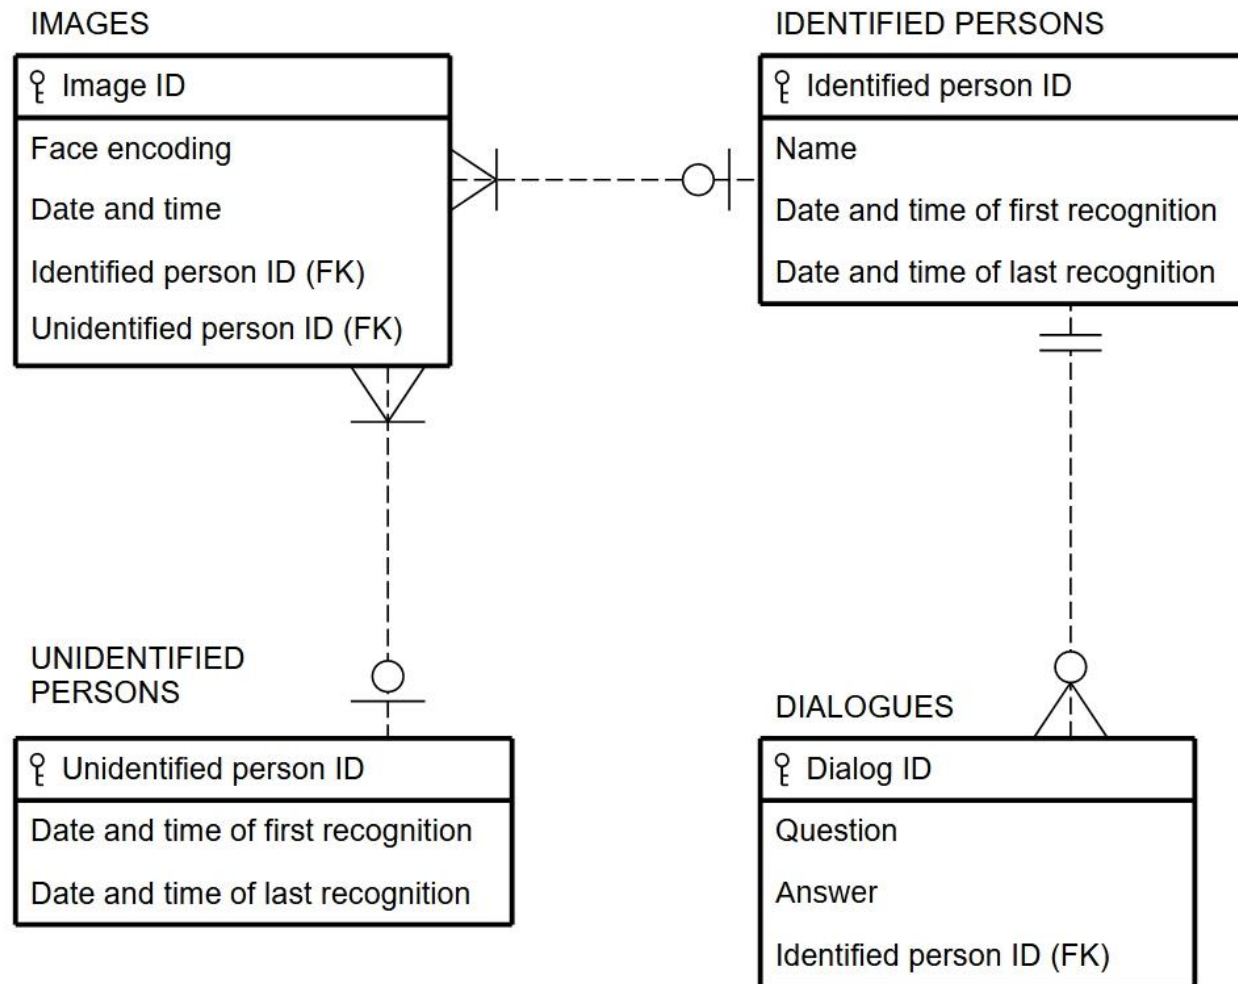 IMAGES
Image ID
Face encoding
Date and time
Identified person ID (FK)
Unidentified person ID (FK)
IDENTIFIED PERSONS
Identified person ID
Name
Date and time of first recognition
Date and time of last recognition
UNIDENTIFIED
PERSONS
Unidentified person ID
Date and time of first recognition
Date and time of last recognition
DIALOGUES
Dialog ID
Question
Answer
Identified person ID (FK)